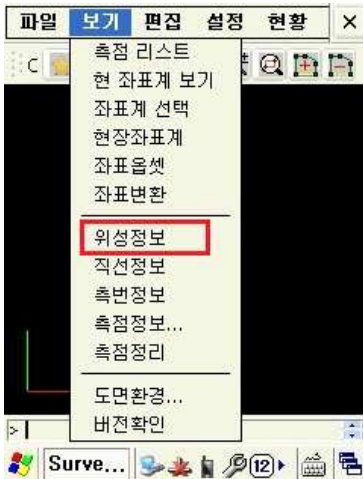 파일 보기 편집 설정 현황 ×
C
측점 리스트
현 좌표계 보기
좌표계 선택
현장좌표계
좌표옵셋
좌표변환
위성정보
직선정보
측번정보
측점정보...
측점정리
도면환경...
버전확인
>
Surve... 12